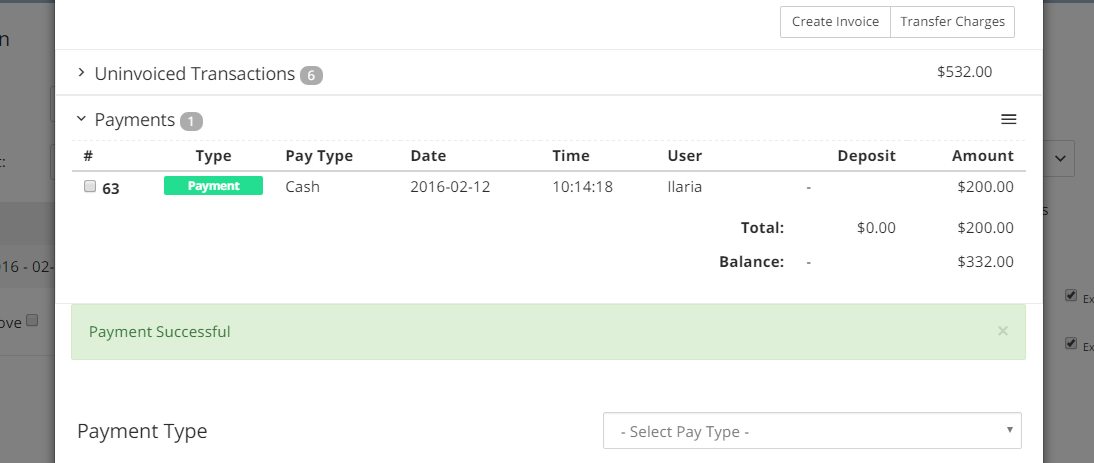 n
Create Invoice Transfer Charges
Uninvoiced Transactions 6 $532.00
Payments 1
t:
# Type Pay Type Date Time User Deposit Amount
63 Payment Cash 2016-02-12 10:14:18 Ilaria - $200.00
s
Total: $0.00 $200.00
Balance: - $332.00
16 - 02-
Ex
ove
Payment Successful ×
Ex
Payment Type - Select Pay Type -